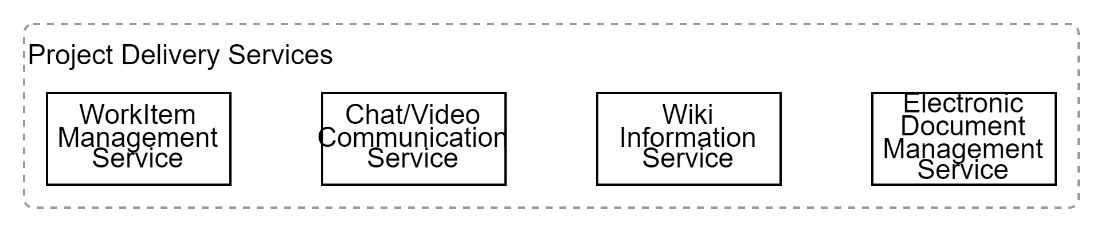 Project Delivery Services
WorkItem
Management
Service
Chat/Video
Communication
Service
Wiki
Information
Service
Electronic
Document
Management
Service